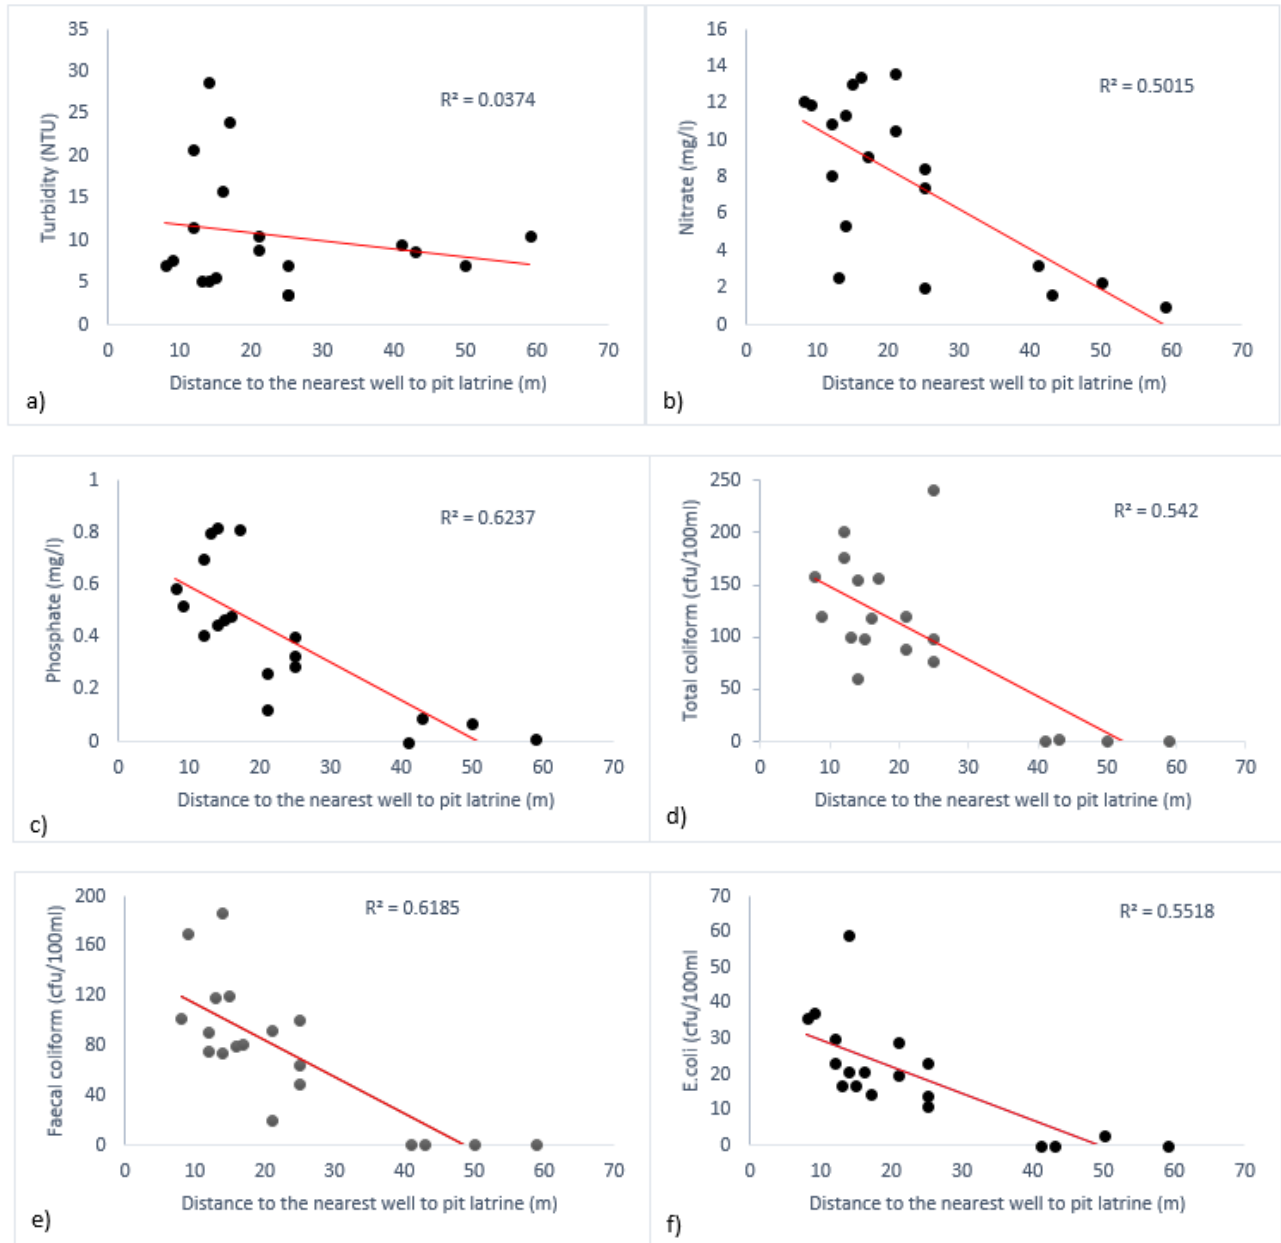 35
30
25
20
15
10
5
0
Turbidity (NTU)
R² = 0.0374
0 10 20 30 40 50 60 70
Distance to the nearest well to pit latrine (m)
a)
16
14
12
10
8
6
4
2
0
Nitrate (mg/l)
R² = 0.5015
0 10 20 30 40 50 60 70
Distance to nearest well to pit latrine (m)
b)
1
0.8
0.6
0.4
0.2
0
Phosphate (mg/l)
R² = 0.6237
0 10 20 30 40 50 60 70
Distance to the nearest well to pit latrine (m)
c)
250
200
150
100
50
0
Total coliform (cfu/100ml)
R² = 0.542
0 10 20 30 40 50 60 70
Distance to the nearest well to pit latrine (m)
d)
200
160
120
80
40
0
Faecal coliform (cfu/100ml)
R² = 0.6185
0 10 20 30 40 50 60 70
Distance to the nearest well to pit latrine (m)
e)
70
60
50
40
30
20
10
0
E.coli (cfu/100ml
R² = 0.5518
0 10 20 30 40 50 60 70
Distance to the nearest well to pit latrine (m)
f)